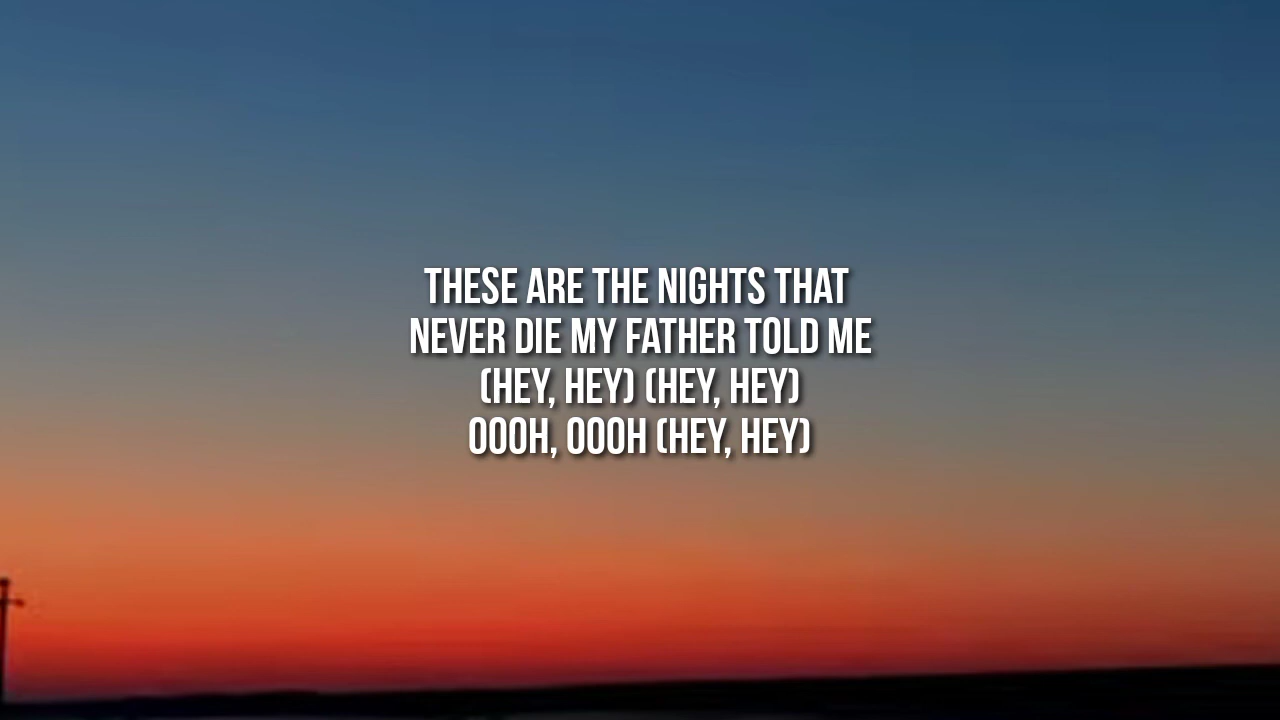 THESE ARE THE NIGHTS THAT
NEVER DIE MY FATHER TOLD ME
(HEY, HEY) (HEY, HEY)
OOOH, OOOH (HEY, HEY)